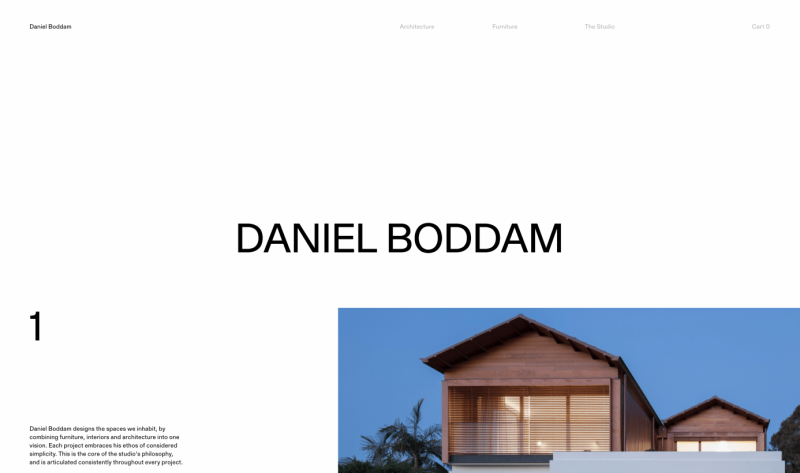 Daniel Boddam
Architecture
Furniture
The Studio
Cart 0
DANIEL BODDAM
1
Daniel Boddam designs the spaces we inhabit, by
combining furniture, interiors and architecture into one
vision. Each project embraces his ethos of considered
simplicity. This is the core of the studio's philosophy,
and is articulated consistently throughout every project.